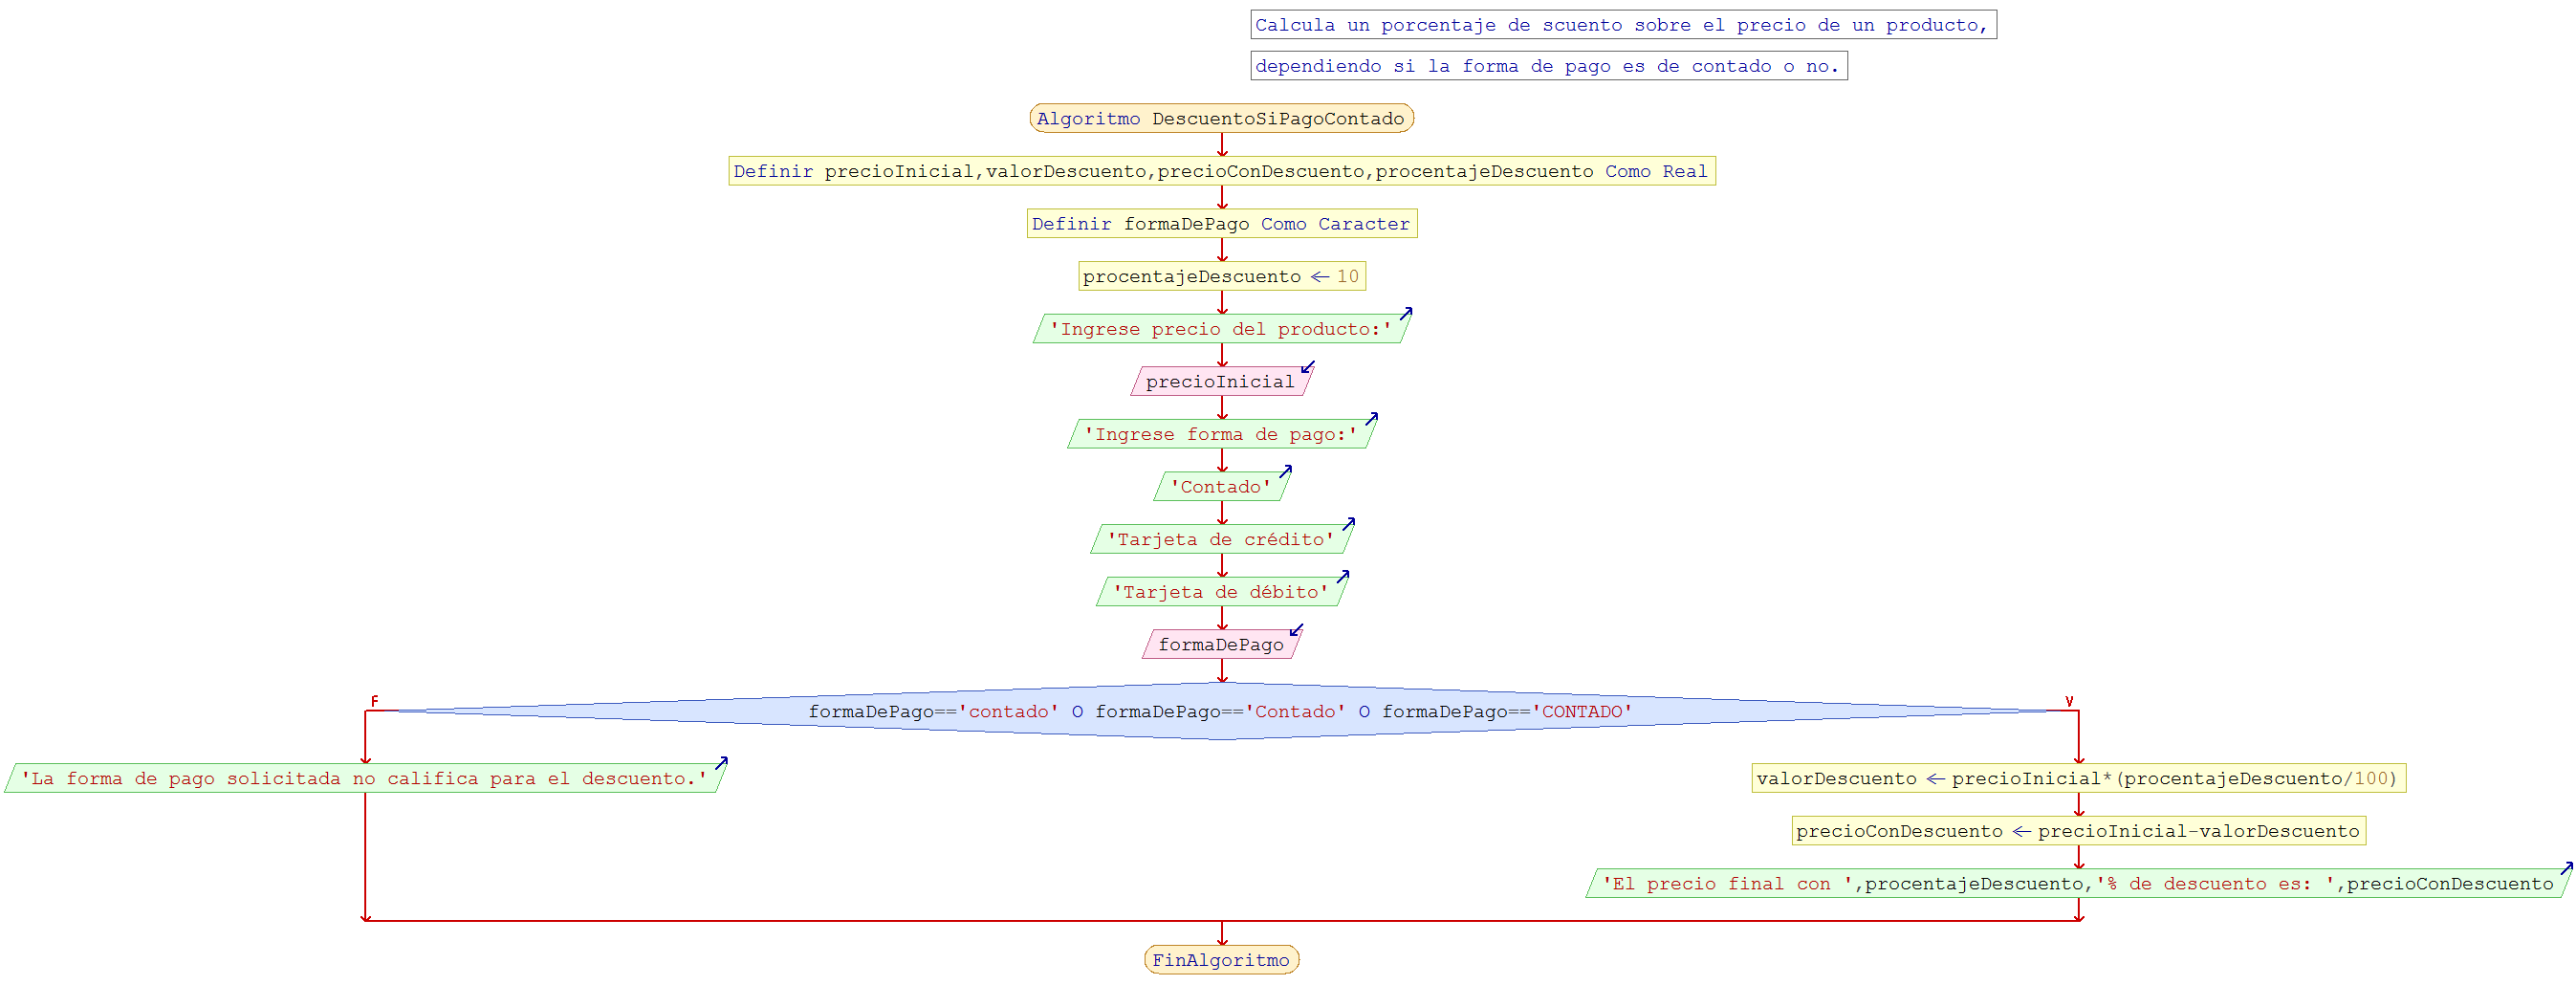 Calcula un porcentaje de scuento sobre el precio de un producto,
dependiendo si la forma de pago es de contado o no.
Algoritmo DescuentoSiPagoContado
Definir precioInicial,valorDescuento,precioConDescuento,procentajeDescuento Como Real
Definir formaDePago Como Caracter
procentajeDescuento ← 10
'Ingrese precio del producto:'
precioInicial
'Ingrese forma de pago:'
'Contado'
'Tarjeta de crédito'
'Tarjeta de débito'
formaDePago
F
V
formaDePago=='contado' O formaDePago=='Contado' O formaDePago=='CONTADO'
'La forma de pago solicitada no califica para el descuento.'
valorDescuento ← precioInicial*(procentajeDescuento/100)
precioConDescuento ← precioInicial-valorDescuento
'El precio final con ',procentajeDescuento,'% de descuento es: ',precioConDescuento
FinAlgoritmo